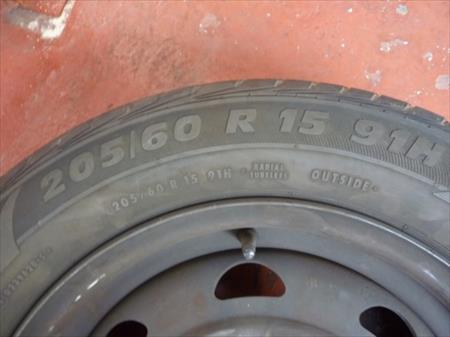 205/60 R 15 91H
205/60 R 15 91H RADIAL TUBELESS OUTSIDE